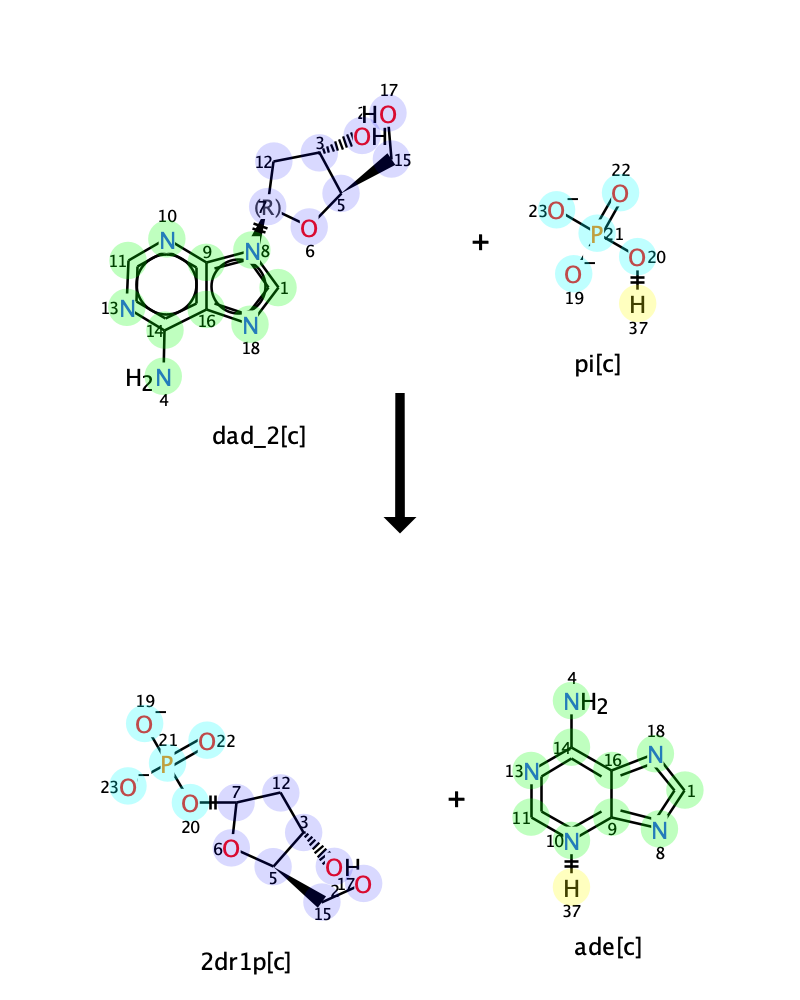 17
HO
2
OH
3
12
15
(R)
7
5
O
6
10
N
9
N
8
11
1
13
N
14
16
N
18
H2N
4
dad_2[c]
+
22
O
23
O−
P
21
O
20
O−
19
H
37
pi[c]
19
O−
21
P
O
22
23
O−
O
20
7
12
6
O
3
5
OH
2
17
O
15
2dr1p[c]
+
4
NH2
14
18
N
16
13
N
1
11
10
N
9
N
8
H
37
ade[c]